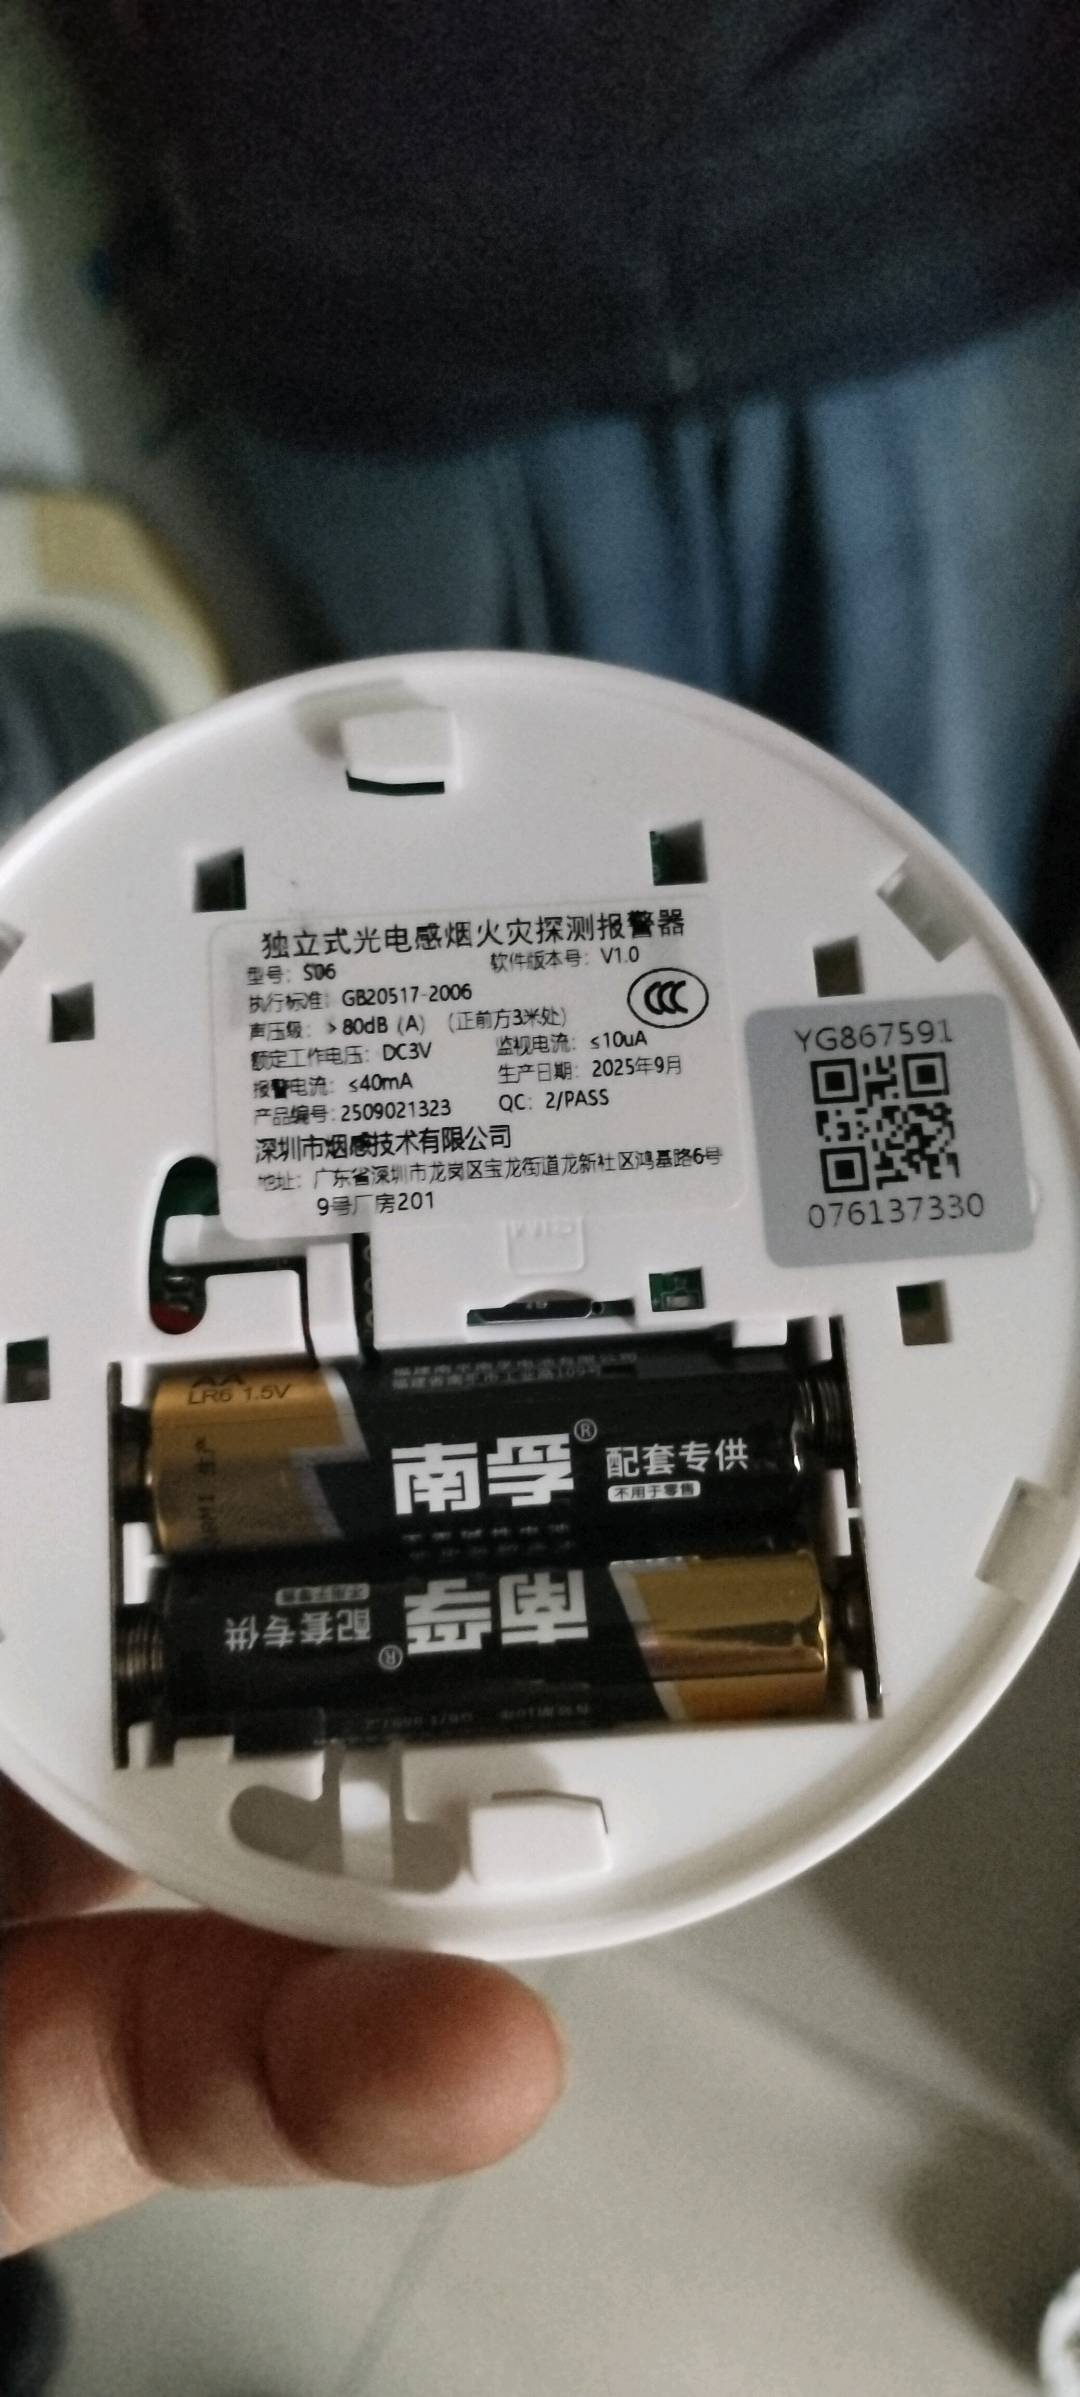 独立式光电感烟火灾探测报警器
型号：S06 软件版本号：V1.0
执行标准：GB20517-2006
声压级：＞80dB（A）（正前方3米处）
额定工作电压：DC3V 监视电流：≤10uA
报警电流：≤40mA 生产日期：2025年9月
产品编号：2509021323 QC：2/PASS
深圳市烟感技术有限公司
地址：广东省深圳市龙岗区宝龙街道龙新社区鸿基路6号
9号厂房201
CCC
YG867591
076137330
AA
LR6 1.5V
南孚® 配套专供
不用于零售
南孚® 配套专供
不用于零售